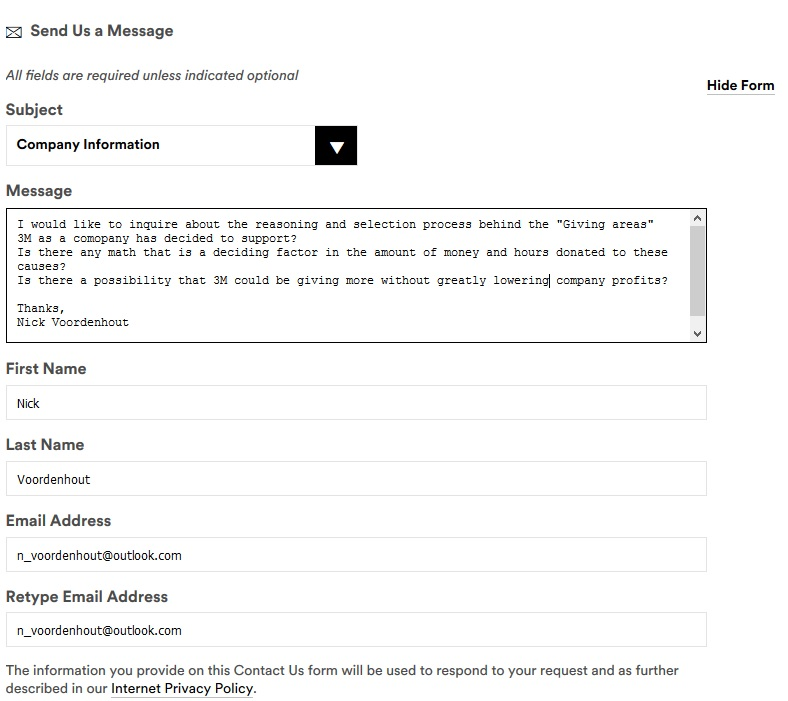 Send Us a Message
All fields are required unless indicated optional
Hide Form
Subject
Company Information
Message
I would like to inquire about the reasoning and selection process behind the "Giving areas"
3M as a comopany has decided to support?
Is there any math that is a deciding factor in the amount of money and hours donated to these
causes?
Is there a possibility that 3M could be giving more without greatly lowering company profits?
Thanks,
Nick Voordenhout
First Name
Nick
Last Name
Voordenhout
Email Address
n_voordenhout@outlook.com
Retype Email Address
n_voordenhout@outlook.com
The information you provide on this Contact Us form will be used to respond to your request and as further
described in our Internet Privacy Policy.